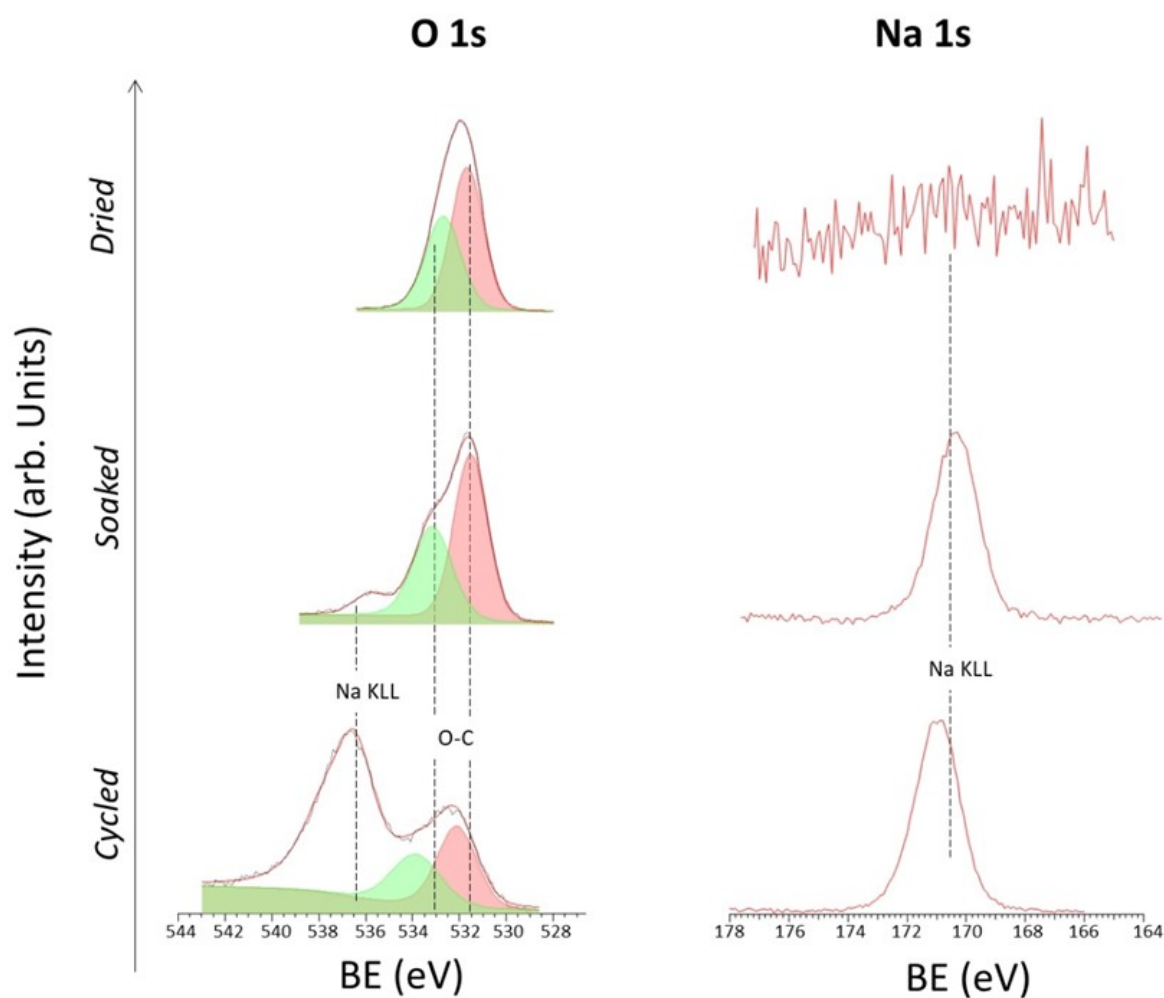 O 1s
Na 1s
Intensity (arb. Units)
Dried
Soaked
Cycled
Na KLL
O-C
Na KLL
544 542 540 538 536 534 532 530 528
BE (eV)
178 176 174 172 170 168 166 164
BE (eV)